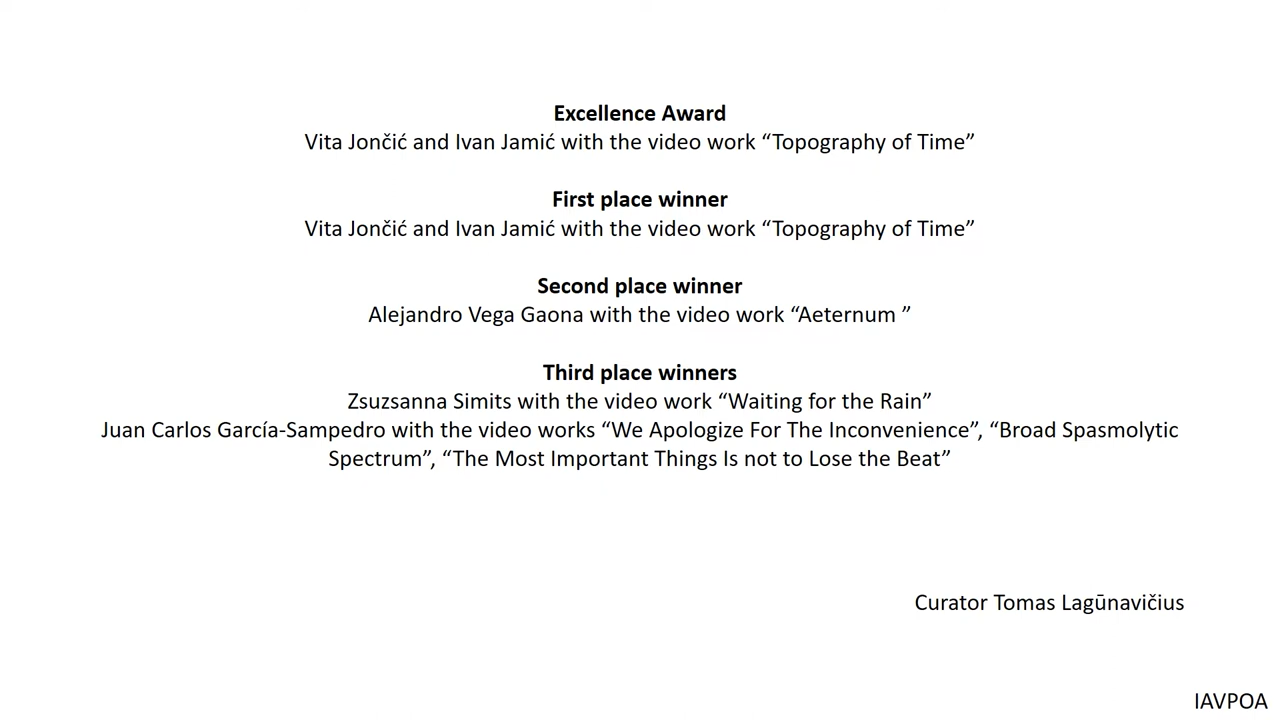 Excellence Award
Vita Jončić and Ivan Jamić with the video work “Topography of Time”
First place winner
Vita Jončić and Ivan Jamić with the video work “Topography of Time”
Second place winner
Alejandro Vega Gaona with the video work “Aeternum ”
Third place winners
Zsuzsanna Simits with the video work “Waiting for the Rain”
Juan Carlos García-Sampedro with the video works “We Apologize For The Inconvenience”, “Broad Spasmolytic
Spectrum”, “The Most Important Things Is not to Lose the Beat”
Curator Tomas Lagūnavičius
IAVPOA